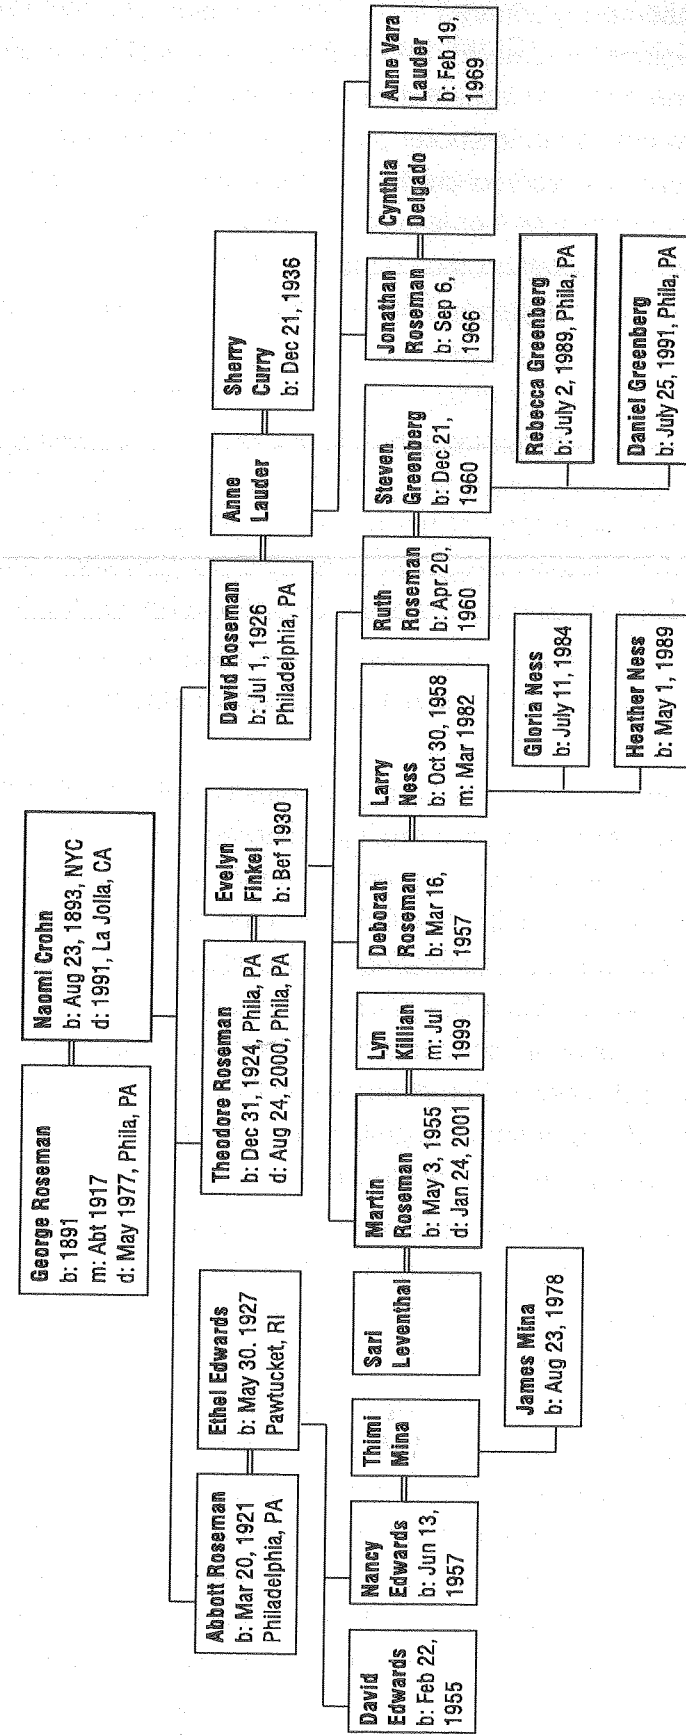 George Roseman
b: 1891
m: Abt 1917
d: May 1977, Phila, PA
Naomi Crohn
b: Aug 23, 1893, NYC
d: 1991, La Jolla, CA
Abbott Roseman
b: Mar 20, 1921
Philadelphia, PA
Ethel Edwards
b: May 30. 1927
Pawtucket, RI
Theodore Roseman
b: Dec 31, 1924, Phila, PA
d: Aug 24, 2000, Phila, PA
Evelyn
Finkel
b: Bef 1930
David Roseman
b: Jul 1, 1926
Philadelphia, PA
Anne
Lauder
Sherry
Curry
b: Dec 21, 1936
David
Edwards
b: Feb 22,
1955
Nancy
Edwards
b: Jun 13,
1957
Thimi
Mina
Sari
Leventhal
Martin
Roseman
b: May 3, 1955
d: Jan 24, 2001
Lyn
Killian
m: Jul
1999
Deborah
Roseman
b: Mar 16,
1957
Larry
Ness
b: Oct 30, 1958
m: Mar 1982
Ruth
Roseman
b: Apr 20,
1960
Steven
Greenberg
b: Dec 21,
1960
Jonathan
Roseman
b: Sep 6,
1966
Cynthia
Delgado
Anne Vara
Lauder
b: Feb 19,
1969
James Mina
b: Aug 23, 1978
Gloria Ness
b: July 11, 1984
Heather Ness
b: May 1, 1989
Rebecca Greenberg
b: July 2, 1989, Phila, PA
Daniel Greenberg
b: July 25, 1991, Phila, PA